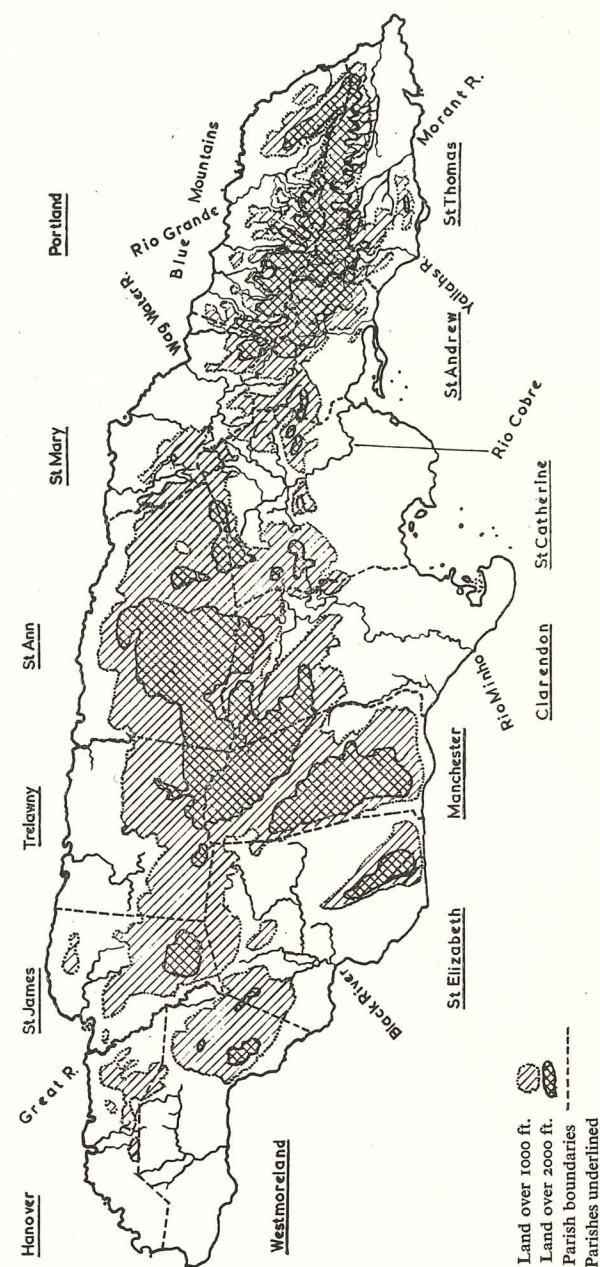 Hanover
St James
Trelawny
St Ann
St Mary
Portland
Great R.
Wag Water R.
Rio Grande
Blue Mountains
Westmoreland
Black River
St Elizabeth
Manchester
Rio Minho
Clarendon
St Catherine
Rio Cobre
St Andrew
Yallahs R.
St Thomas
Morant R.
Land over 1000 ft.
Land over 2000 ft.
Parish boundaries
Parishes underlined